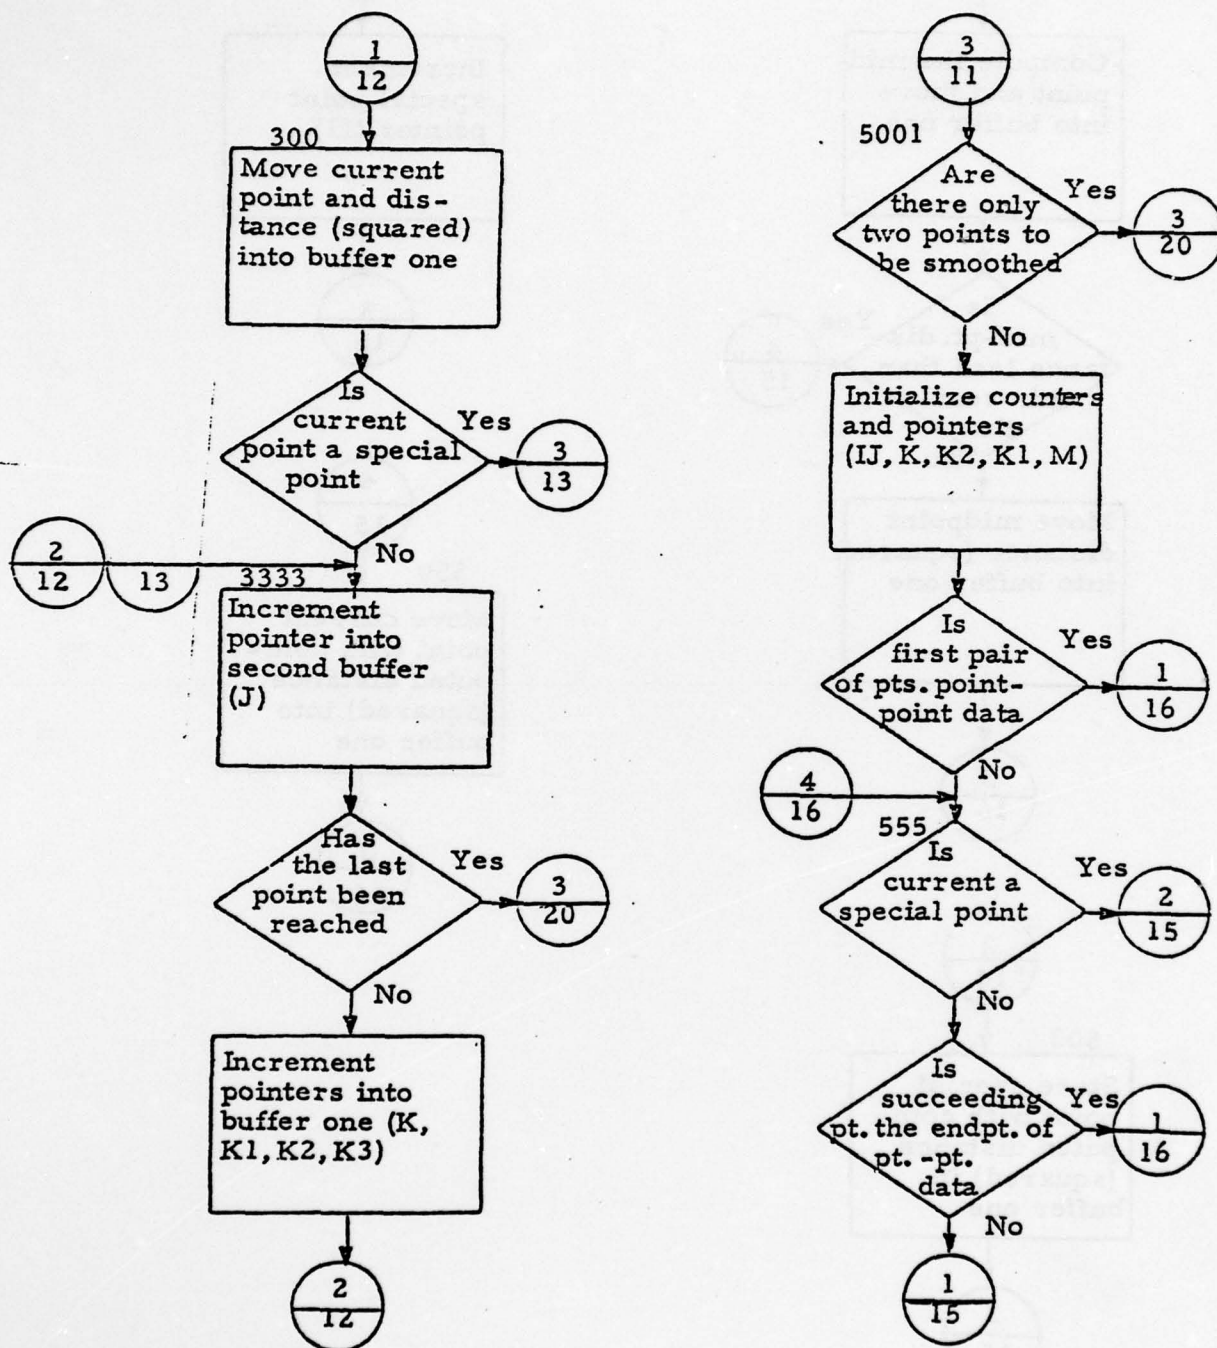 1
12
300
Move current
point and dis-
tance (squared)
into buffer one
Is
current
point a special
point
Yes
3
13
No
2
12
13
3333
Increment
pointer into
second buffer
(J)
Has
the last
point been
reached
Yes
3
20
No
Increment
pointers into
buffer one (K,
K1, K2, K3)
2
12
3
11
5001
Are
there only
two points to
be smoothed
Yes
3
20
No
Initialize counters
and pointers
(IJ, K, K2, K1, M)
Is
first pair
of pts. point-
point data
Yes
1
16
No
4
16
555
Is
current a
special point
Yes
2
15
No
Is
succeeding
pt. the endpt. of
pt. -pt.
data
Yes
1
16
No
1
15